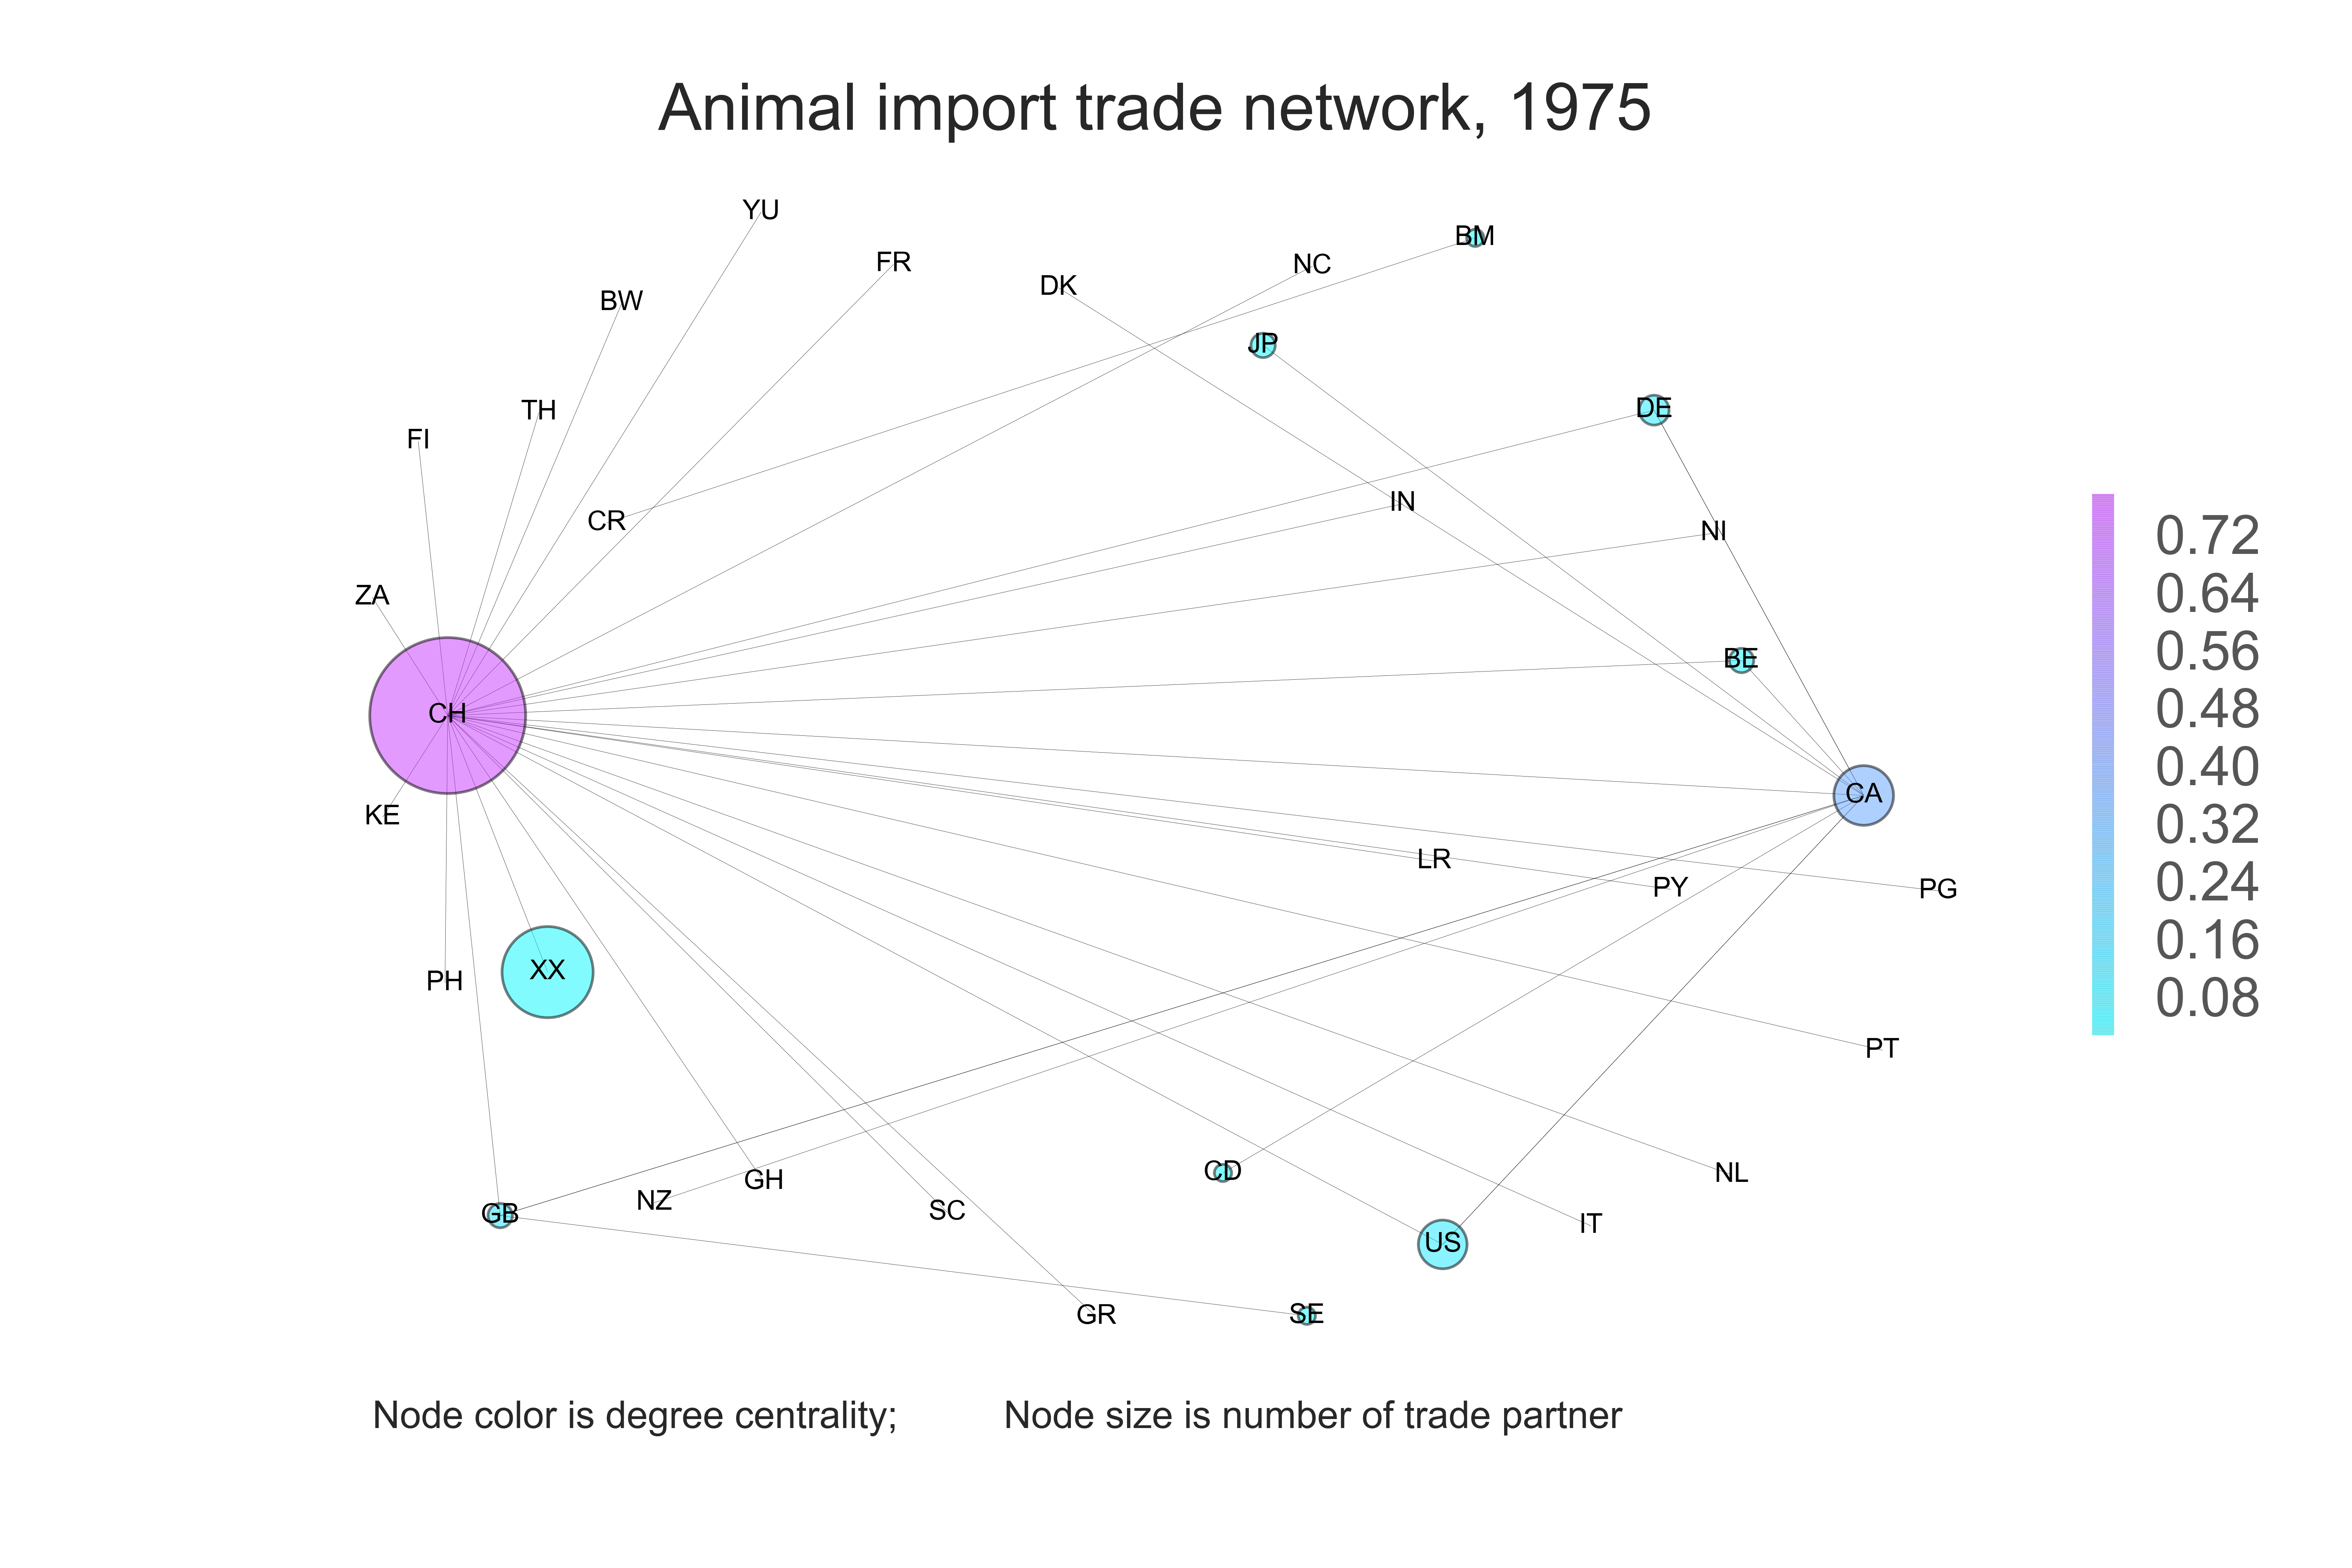 Animal import trade network, 1975
YU
BM
FR
NC
DK
BW
JP
TH
DE
FI
IN
CR
NI
0.72
ZA
0.64
BE
0.56
CH
0.48
0.40
CA
KE
0.32
LR
PY
PG
0.24
0.16
XX
PH
0.08
PT
CD
NL
GH
NZ
SC
GB
IT
US
GR
SE
Node color is degree centrality; Node size is number of trade partner